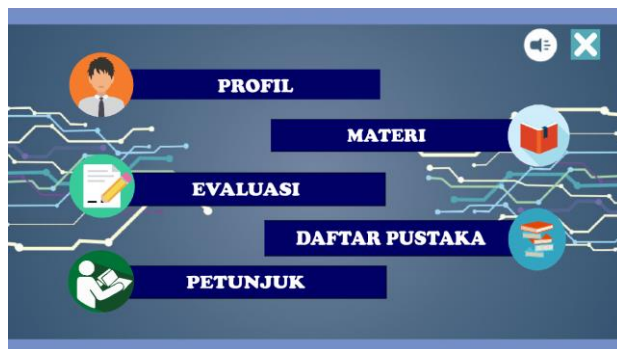 PROFIL
MATERI
EVALUASI
DAFTAR PUSTAKA
PETUNJUK